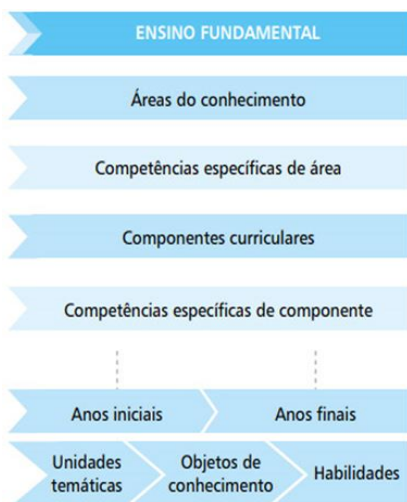 ENSINO FUNDAMENTAL
Áreas do conhecimento
Competências específicas de área
Componentes curriculares
Competências específicas de componente
Anos iniciais
Anos finais
Unidades
temáticas
Objetos de
conhecimento
Habilidades